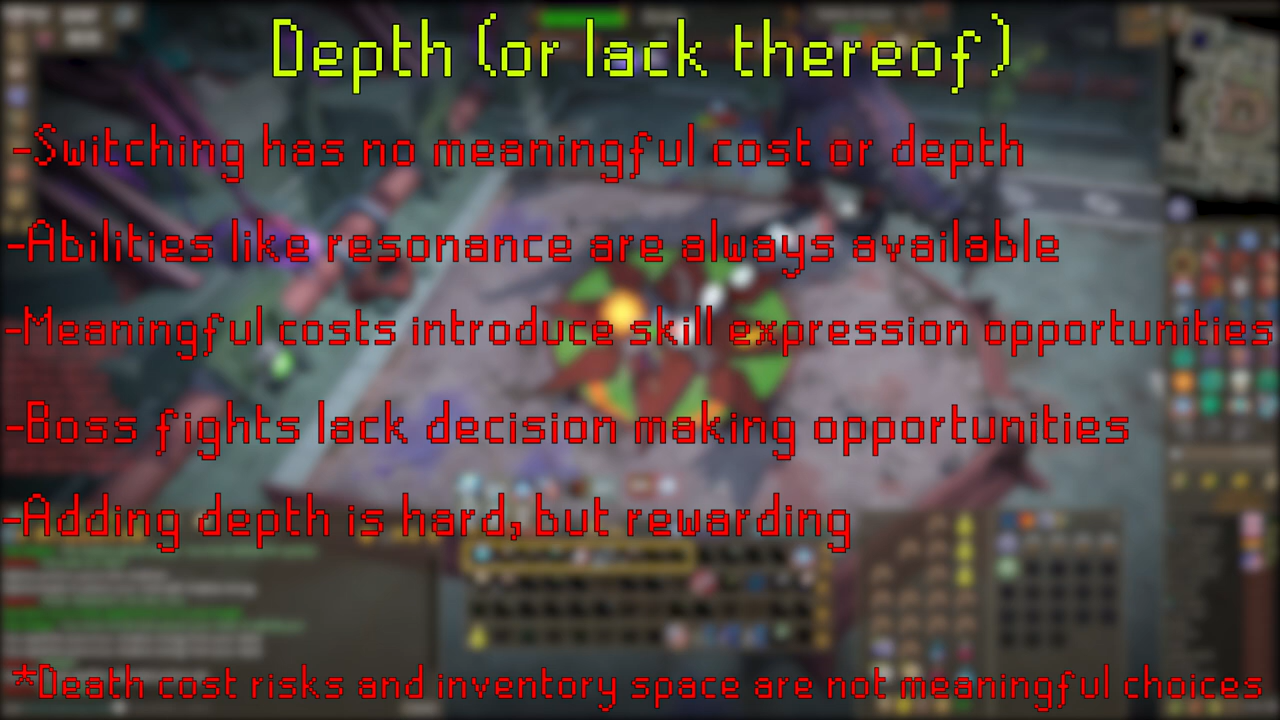 Depth (or lack thereof)
-Switching has no meaningful cost or depth
-Abilities like resonance are always available
-Meaningful costs introduce skill expression opportunities
-Boss fights lack decision making opportunities
-Adding depth is hard, but rewarding
*Death cost risks and inventory space are not meaningful choices